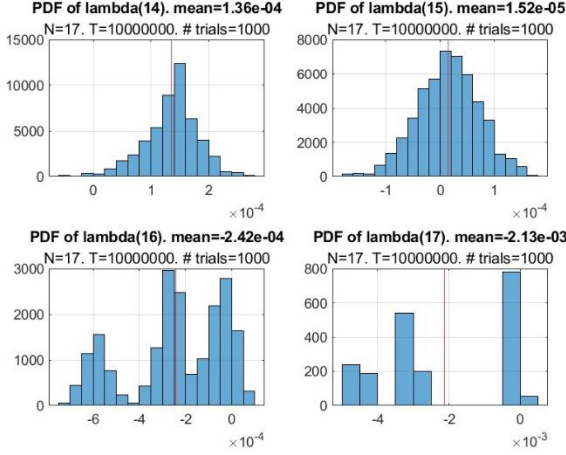 PDF of lambda(14). mean=1.36e-04
N=17. T=10000000. # trials=1000
15000
10000
5000
0
0 1 2
×10⁻⁴
PDF of lambda(15). mean=1.52e-05
N=17. T=10000000. # trials=1000
8000
6000
4000
2000
0
-1 0 1
×10⁻⁴
PDF of lambda(16). mean=-2.42e-04
N=17. T=10000000. # trials=1000
3000
2000
1000
0
-6 -4 -2 0
×10⁻⁴
PDF of lambda(17). mean=-2.13e-03
N=17. T=10000000. # trials=1000
800
600
400
200
0
-4 -2 0
×10⁻³